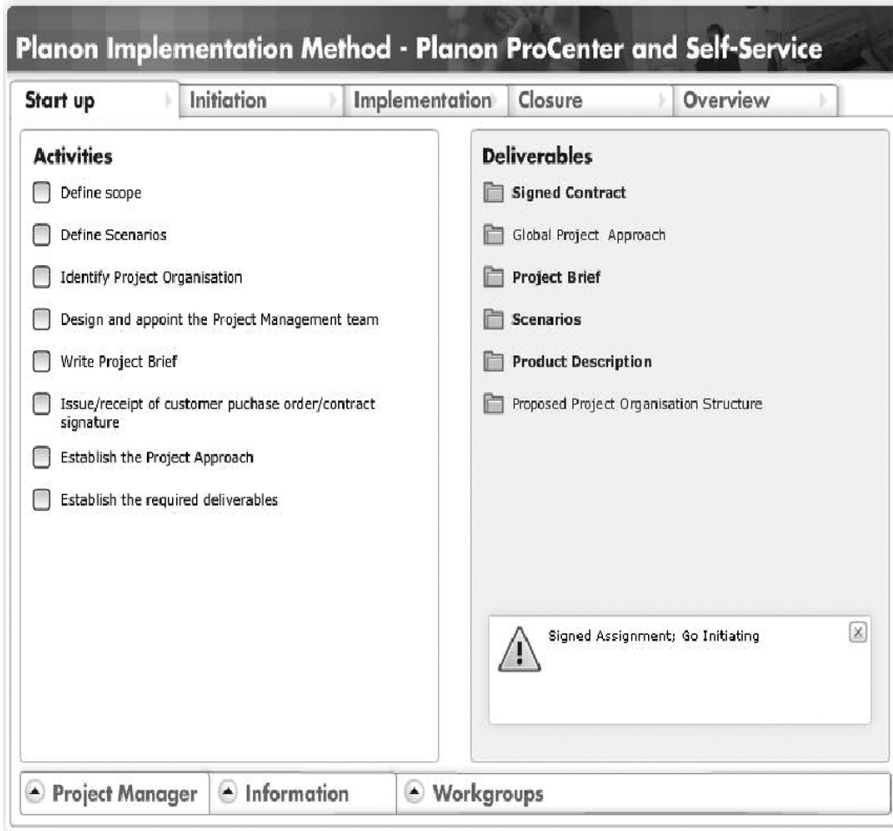 Planon Implementation Method - Planon ProCenter and Self-Service
Start up
Initiation
Implementation
Closure
Overview
Activities
Define scope
Define Scenarios
Identify Project Organisation
Design and appoint the Project Management team
Write Project Brief
Issue/receipt of customer puchase order/contract
signature
Establish the Project Approach
Establish the required deliverables
Deliverables
Signed Contract
Global Project Approach
Project Brief
Scenarios
Product Description
Proposed Project Organisation Structure
Signed Assignment; Go Initiating
X
Project Manager
Information
Workgroups